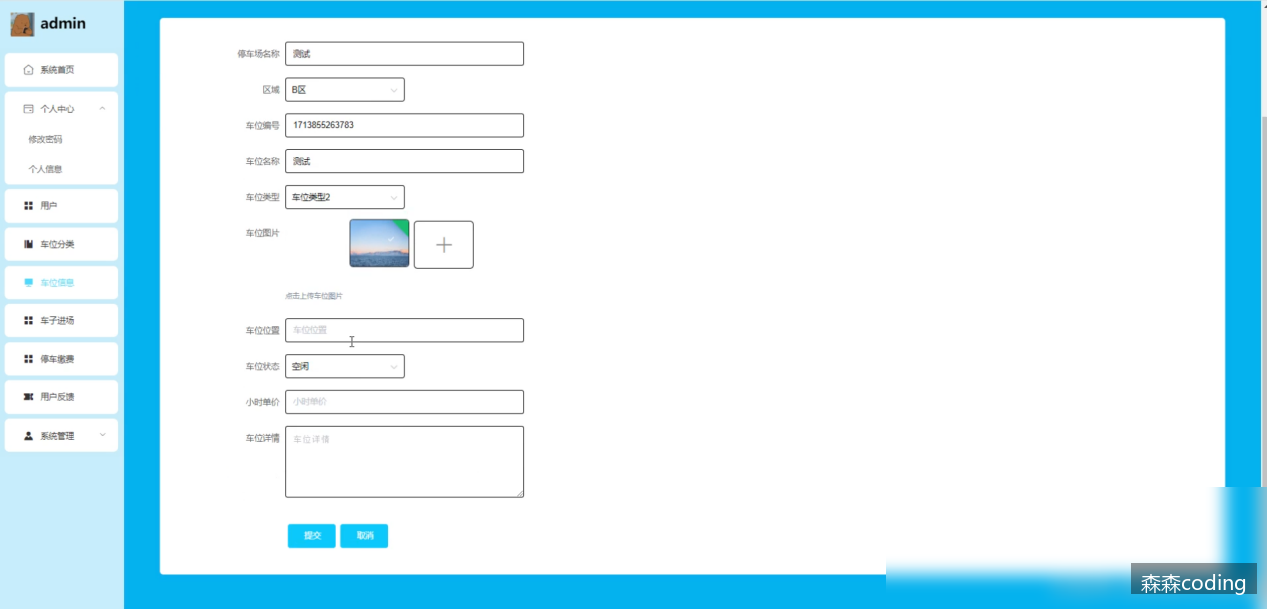 admin
系统首页
个人中心
修改密码
个人信息
用户
车位分类
车位信息
车子进场
停车缴费
用户反馈
系统管理
停车场名称 测试
区域 B区
车位编号 1713855263783
车位名称 测试
车位类型 车位类型2
车位图片
点击上传车位图片
车位位置 车位位置
车位状态 空闲
小时单价 小时单价
车位详情 车位详情
提交 取消
森森coding